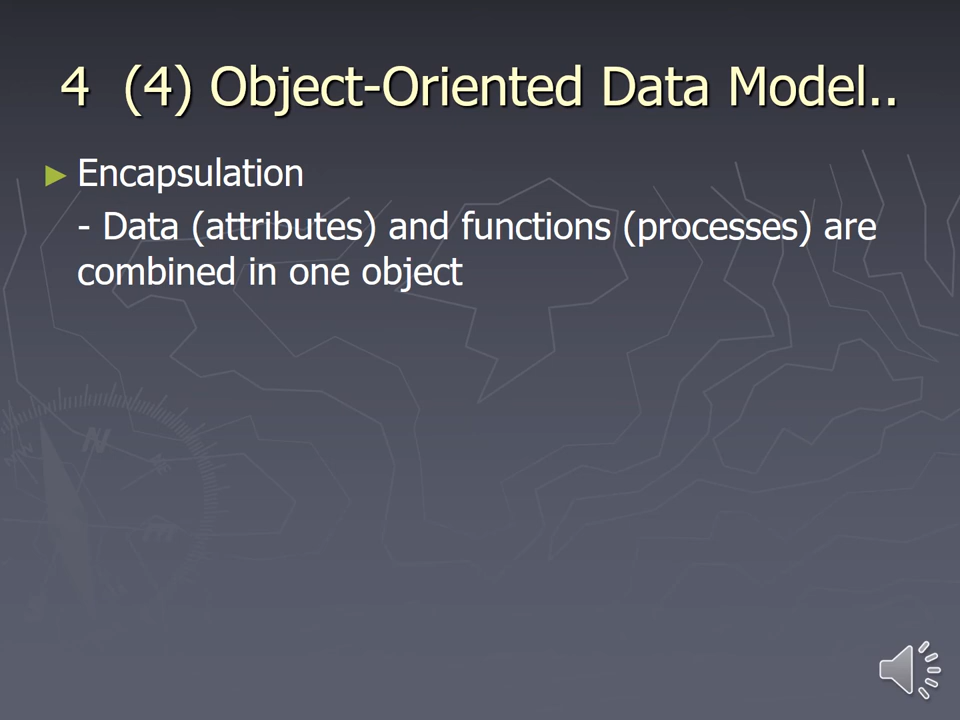 4 (4) Object-Oriented Data Model..
► Encapsulation
- Data (attributes) and functions (processes) are
combined in one object
N